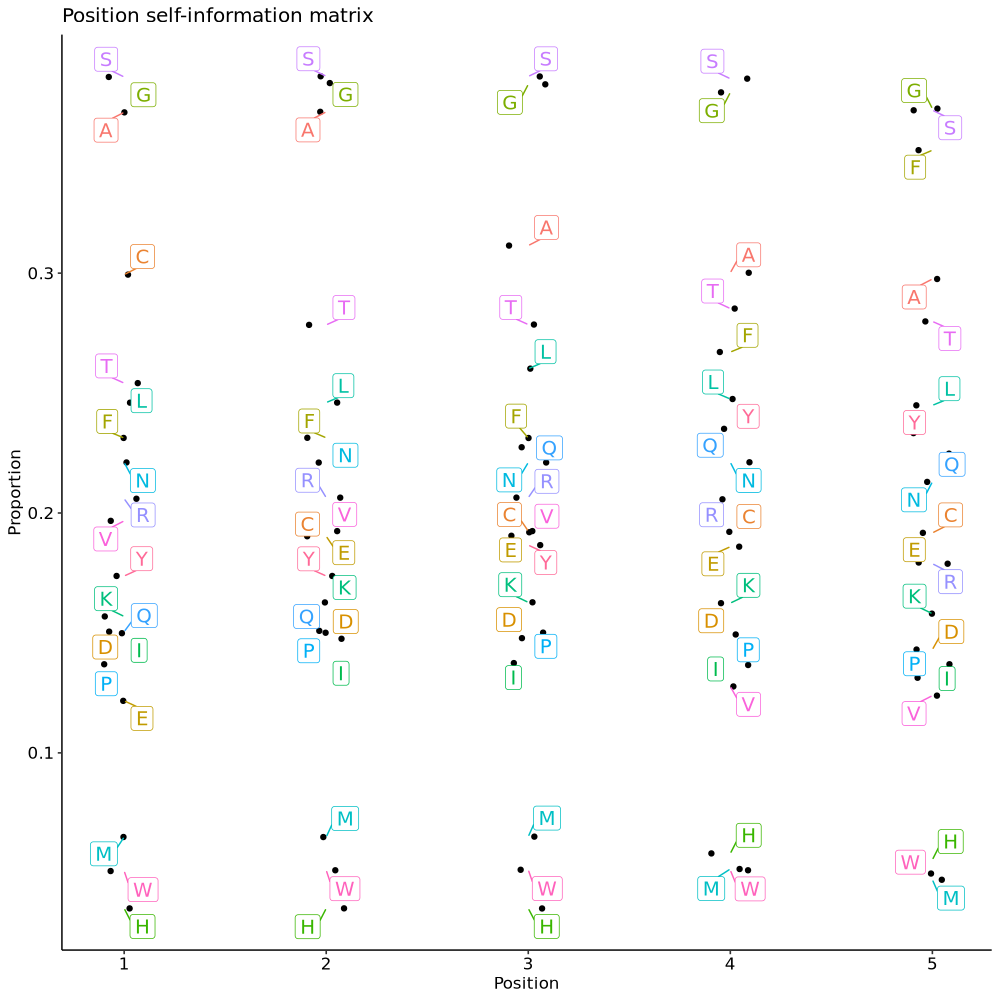 Position self-information matrix
S S S S G
G G G G S
A A F
A
C A
T T A
T
T F T
L L L L
F F F Y Y
N N Q Q Q
R R N R N N
V V C V R C C
Y C E E Y E E R
K Y K K K K
Q Q D D D D
D I P P P P
P I I I I
E V V
M M M H H
W W W M W W M
H H H
0.3
0.2
0.1
Proportion
1 2 3 4 5
Position